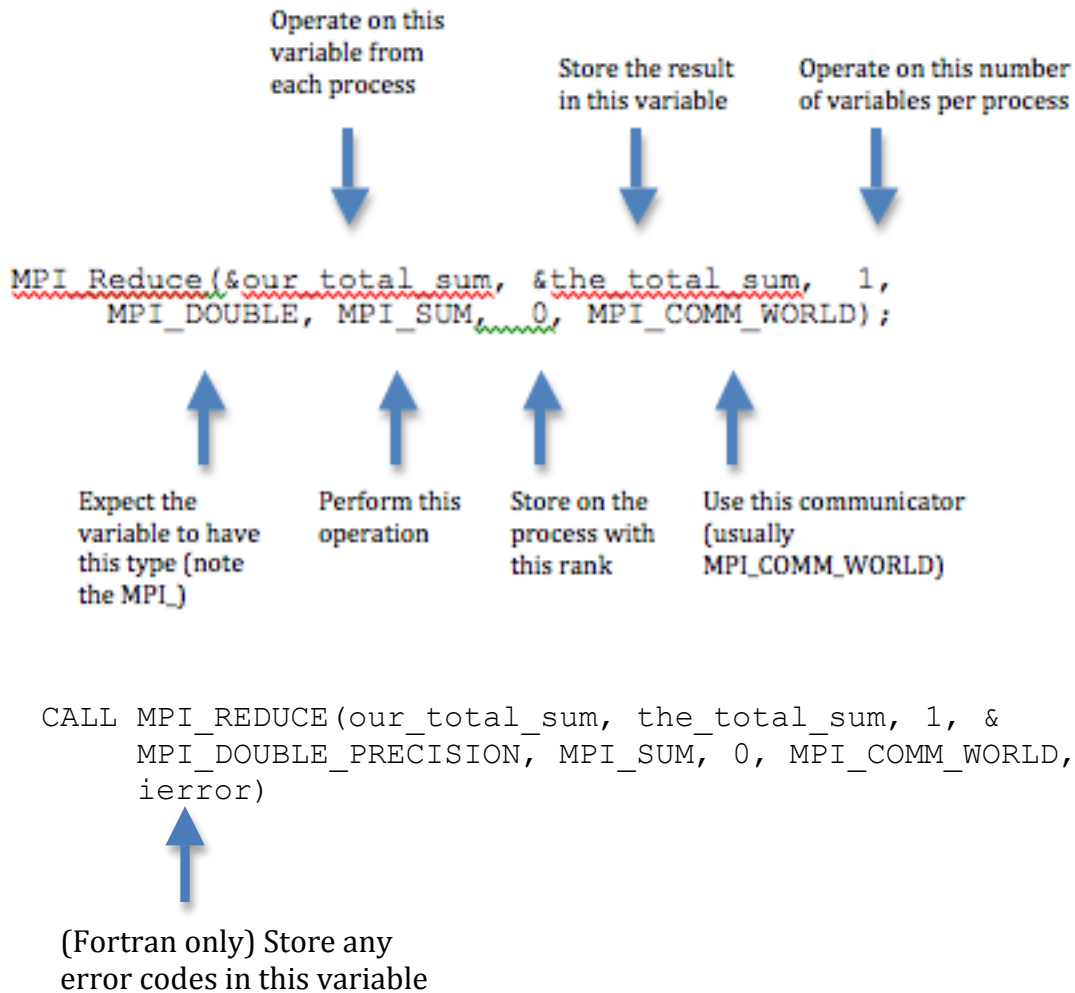 Operate on this
variable from
each process
Store the result
in this variable
Operate on this number
of variables per process
MPI_Reduce(&our_total_sum, &the_total_sum, 1,
MPI_DOUBLE, MPI_SUM, 0, MPI_COMM_WORLD);
Expect the
variable to have
this type (note
the MPI_)
Perform this
operation
Store on the
process with
this rank
Use this communicator
(usually
MPI_COMM_WORLD)
CALL MPI_REDUCE(our_total_sum, the_total_sum, 1, &
MPI_DOUBLE_PRECISION, MPI_SUM, 0, MPI_COMM_WORLD,
ierror)
(Fortran only) Store any
error codes in this variable